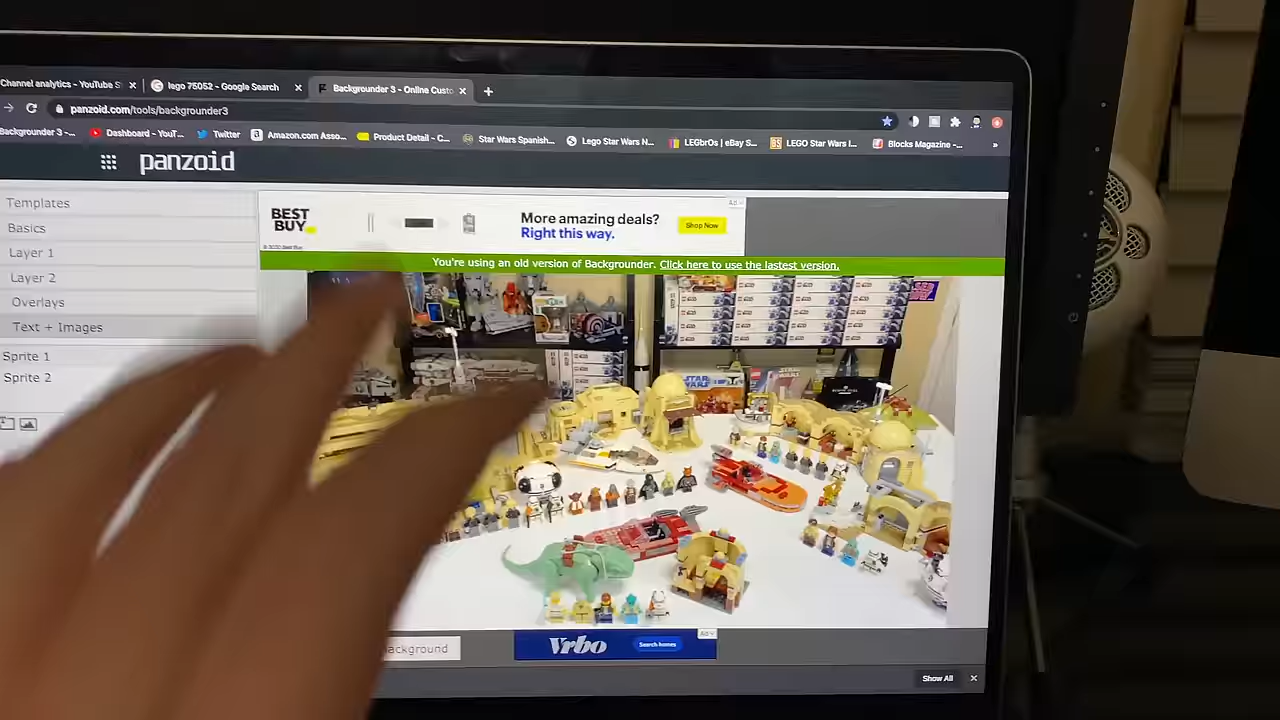 Channel analytics - YouTube S
lego 75052 - Google Search
Backgrounder 3 - Online Custo
panzoid.com/tools/backgrounder3
Backgrounder 3 -...
Dashboard - YouT...
Twitter
Amazon.com Asso...
Product Detail - C...
Star Wars Spanish...
Lego Star Wars N...
LEGbrOs | eBay S...
LEGO Star Wars I...
Blocks Magazine -...
»
panzoid
Templates
Basics
Layer 1
Layer 2
Overlays
Text + Images
Sprite 1
Sprite 2
BEST
BUY
More amazing deals?
Right this way.
Shop Now
Ad
You're using an old version of Backgrounder. Click here to use the lastest version.
STAR
WARS
ackground
Vrbo
Search homes
Ad
Show All